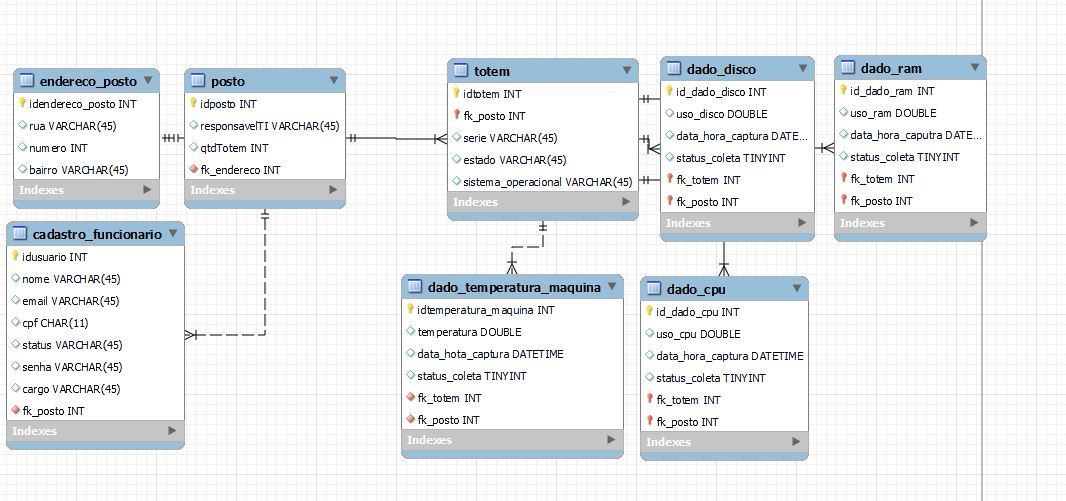 endereco_posto
idendereco_posto INT
rua VARCHAR(45)
numero INT
bairro VARCHAR(45)
Indexes
posto
idposto INT
responsavelTI VARCHAR(45)
qtdTotem INT
fk_endereco INT
Indexes
totem
idtotem INT
fk_posto INT
serie VARCHAR(45)
estado VARCHAR(45)
sistema_operacional VARCHAR(45)
Indexes
dado_disco
id_dado_disco INT
uso_disco DOUBLE
data_hora_captura DATE...
status_coleta TINYINT
fk_totem INT
fk_posto INT
Indexes
dado_ram
id_dado_ram INT
uso_ram DOUBLE
data_hora_caputra DATE...
status_coleta TINYINT
fk_totem INT
fk_posto INT
Indexes
cadastro_funcionario
idusuario INT
nome VARCHAR(45)
email VARCHAR(45)
cpf CHAR(11)
status VARCHAR(45)
senha VARCHAR(45)
cargo VARCHAR(45)
fk_posto INT
Indexes
dado_temperatura_maquina
idtemperatura_maquina INT
temperatura DOUBLE
data_hota_captura DATETIME
status_coleta TINYINT
fk_totem INT
fk_posto INT
Indexes
dado_cpu
id_dado_cpu INT
uso_cpu DOUBLE
data_hora_captura DATETIME
status_coleta TINYINT
fk_totem INT
fk_posto INT
Indexes